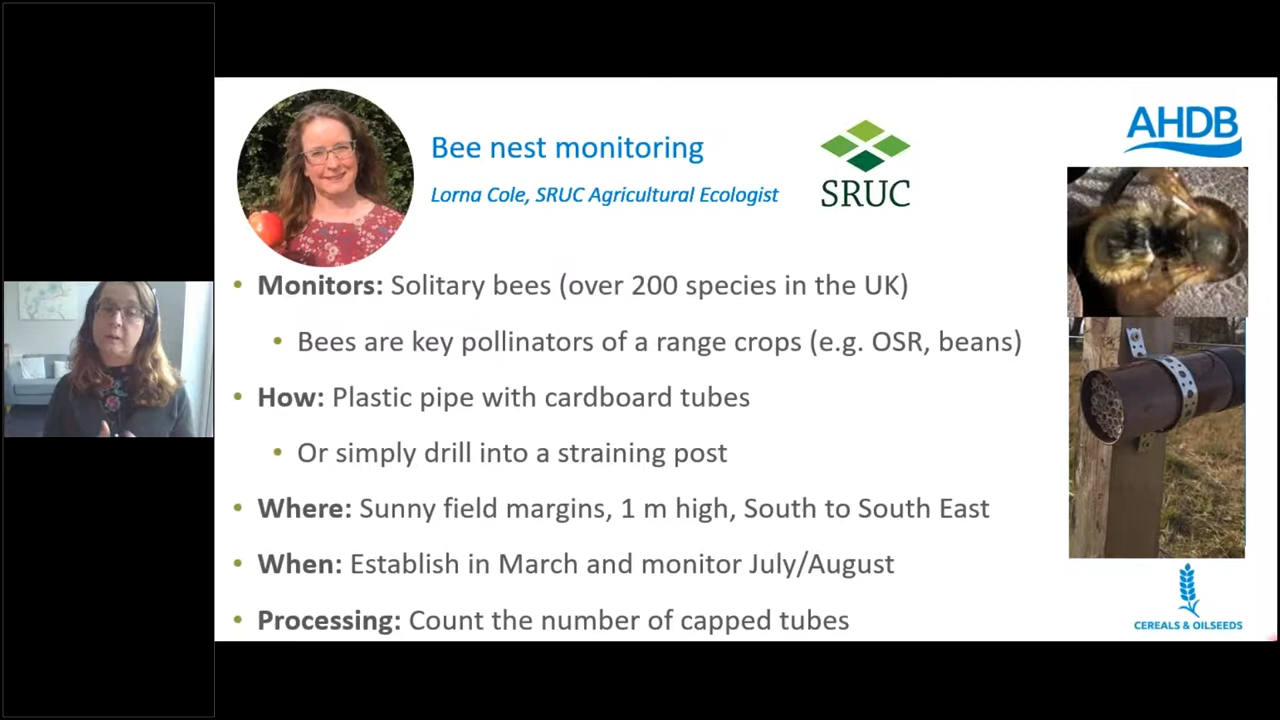 Bee nest monitoring
Lorna Cole, SRUC Agricultural Ecologist
SRUC
AHDB
• Monitors: Solitary bees (over 200 species in the UK)
• Bees are key pollinators of a range crops (e.g. OSR, beans)
• How: Plastic pipe with cardboard tubes
• Or simply drill into a straining post
• Where: Sunny field margins, 1 m high, South to South East
• When: Establish in March and monitor July/August
• Processing: Count the number of capped tubes
CEREALS & OILSEEDS